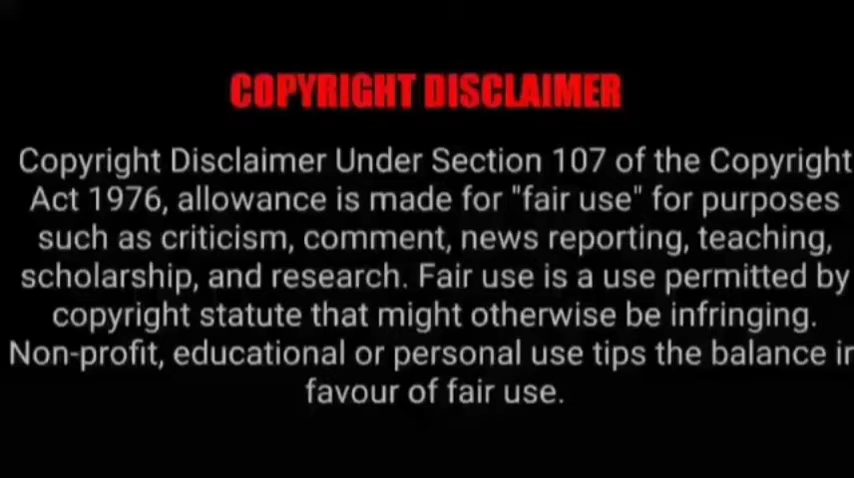 COPYRIGHT DISCLAIMER
Copyright Disclaimer Under Section 107 of the Copyright
Act 1976, allowance is made for "fair use" for purposes
such as criticism, comment, news reporting, teaching,
scholarship, and research. Fair use is a use permitted by
copyright statute that might otherwise be infringing.
Non-profit, educational or personal use tips the balance in
favour of fair use.